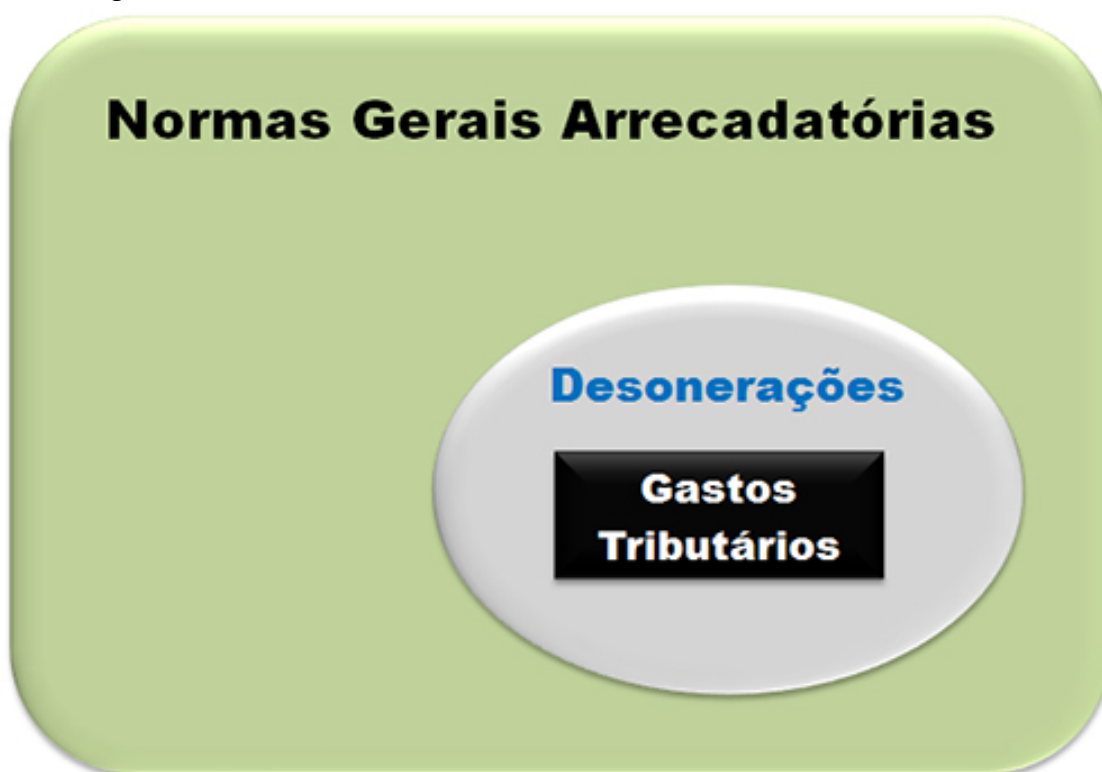 Normas Gerais Arrecadatórias
Desonerações
Gastos
Tributários